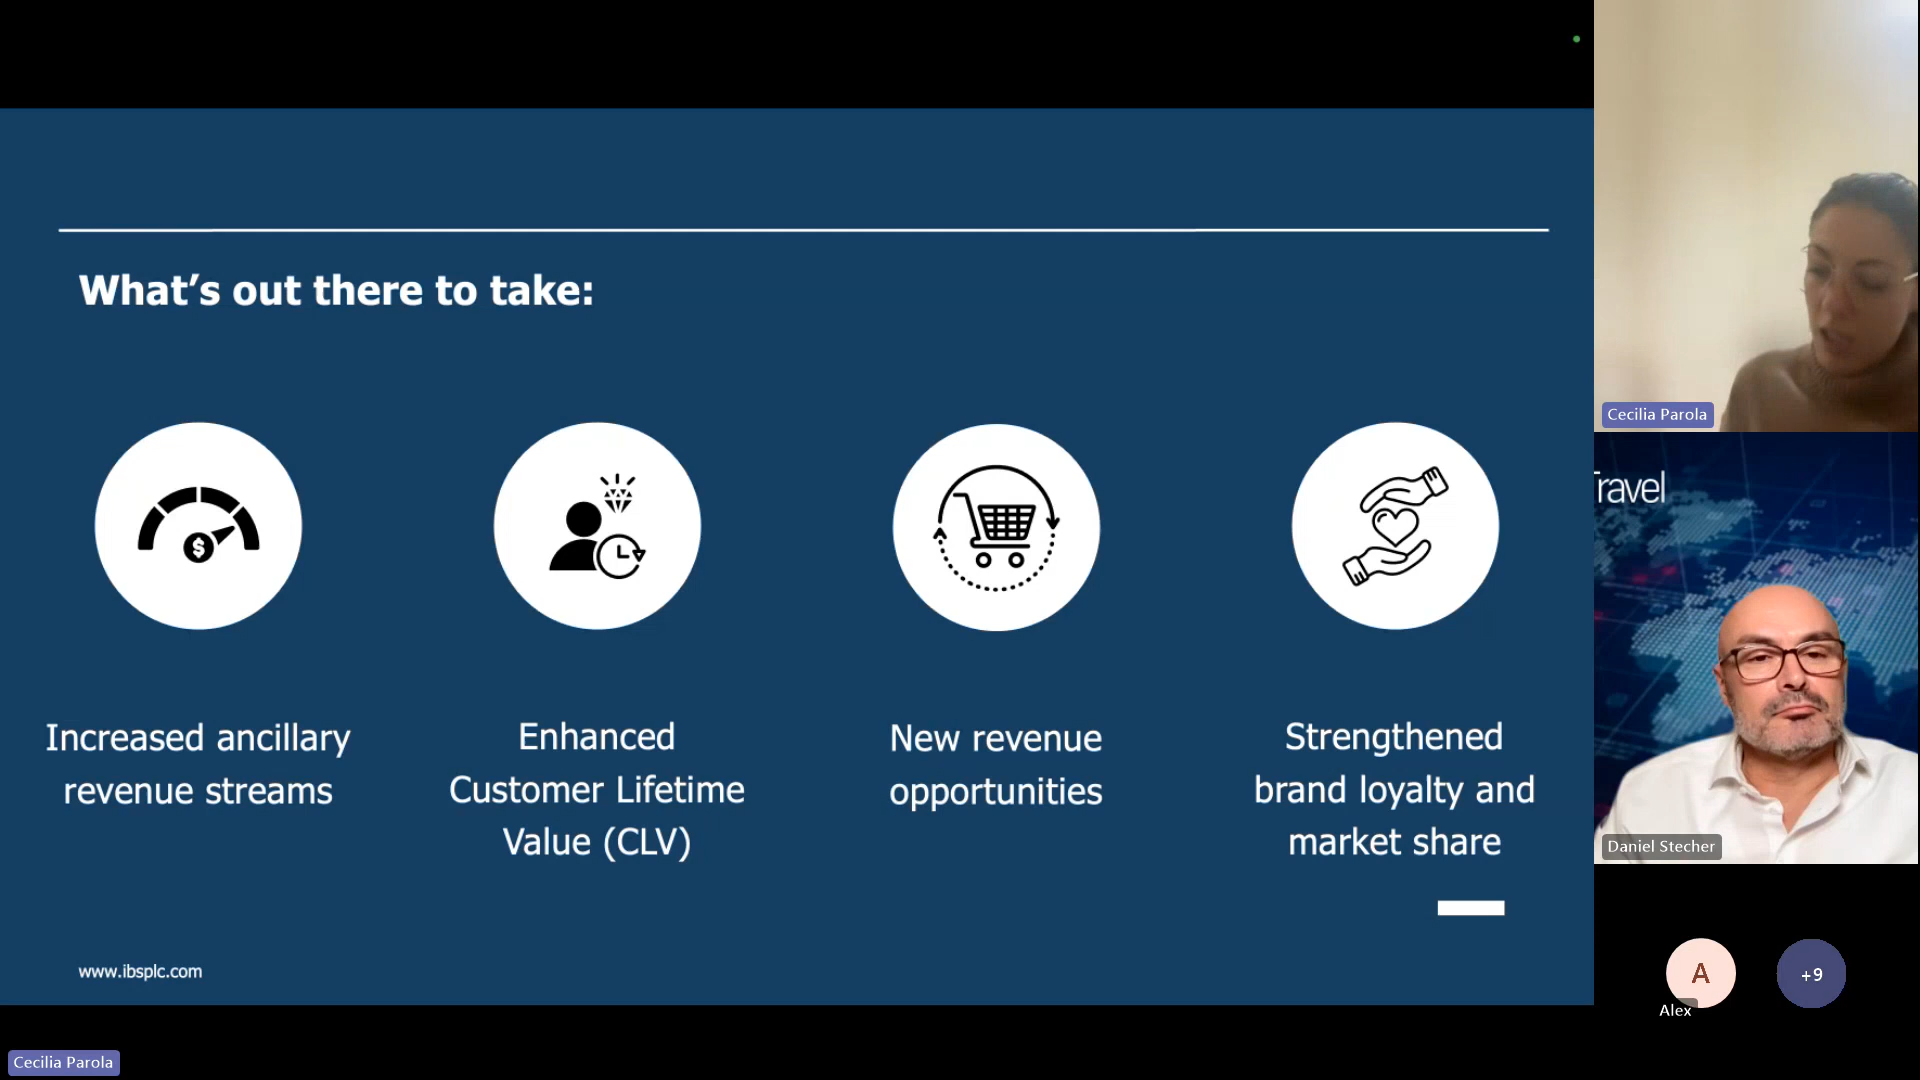 What's out there to take:
Increased ancillary
revenue streams
Enhanced
Customer Lifetime
Value (CLV)
New revenue
opportunities
Strengthened
brand loyalty and
market share
www.ibsplc.com
Cecilia Parola
Cecilia Parola
Travel
Daniel Stecher
A
Alex
+9